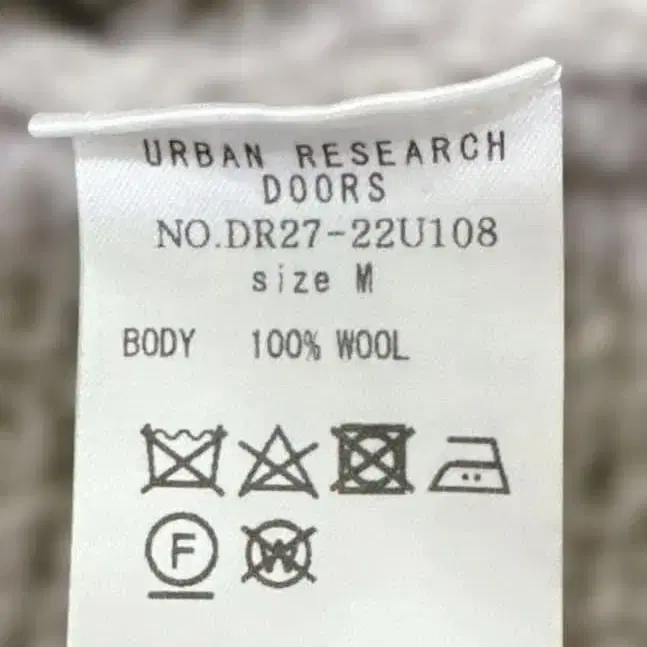 URBAN RESEARCH
DOORS
NO.DR27-22U108
size M
BODY 100% WOOL
F
W